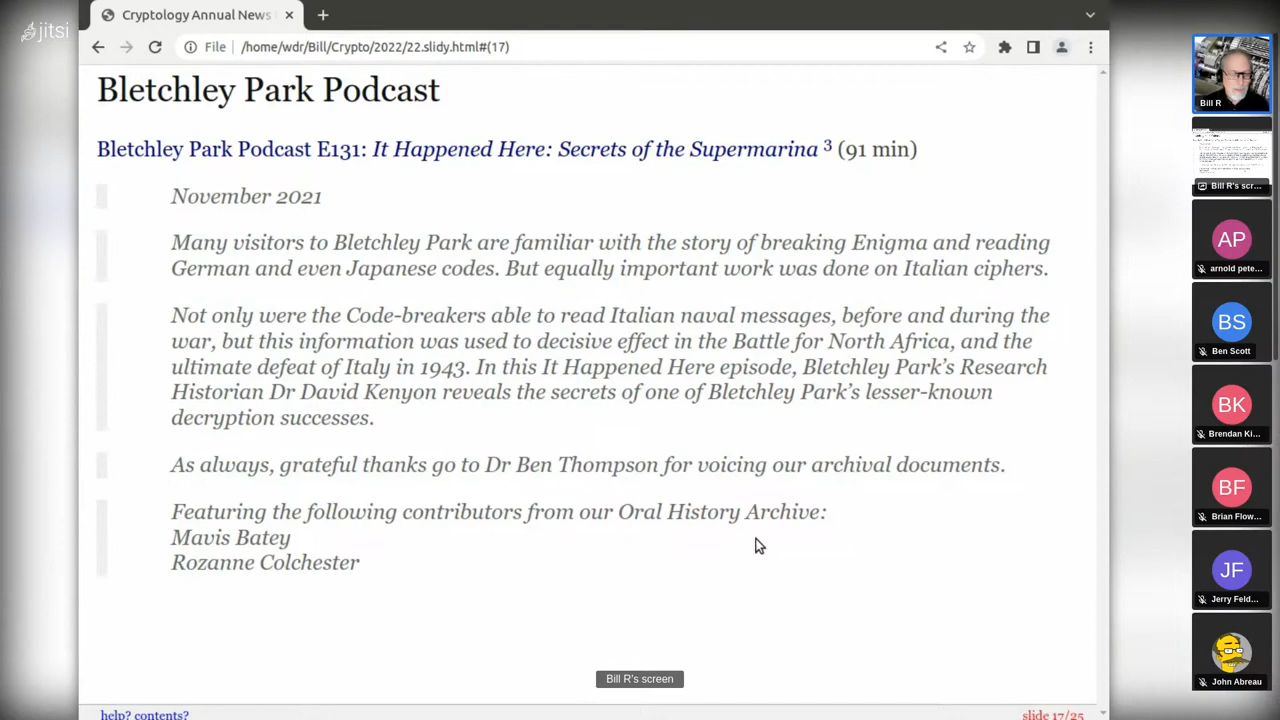 jitsi
Cryptology Annual News
File /home/wdr/Bill/Crypto/2022/22.slidy.html#(17)
Bletchley Park Podcast
Bletchley Park Podcast E131: It Happened Here: Secrets of the Supermarina 3 (91 min)
November 2021
Many visitors to Bletchley Park are familiar with the story of breaking Enigma and reading
German and even Japanese codes. But equally important work was done on Italian ciphers.
Not only were the Code-breakers able to read Italian naval messages, before and during the
war, but this information was used to decisive effect in the Battle for North Africa, and the
ultimate defeat of Italy in 1943. In this It Happened Here episode, Bletchley Park's Research
Historian Dr David Kenyon reveals the secrets of one of Bletchley Park's lesser-known
decryption successes.
As always, grateful thanks go to Dr Ben Thompson for voicing our archival documents.
Featuring the following contributors from our Oral History Archive:
Mavis Batey
Rozanne Colchester
Bill R's screen
help? contents?
slide 17/25
Bill R
Bill R's scr...
AP
arnold pete...
BS
Ben Scott
BK
Brendan Ki...
BF
Brian Flow...
JF
Jerry Feld...
John Abreau